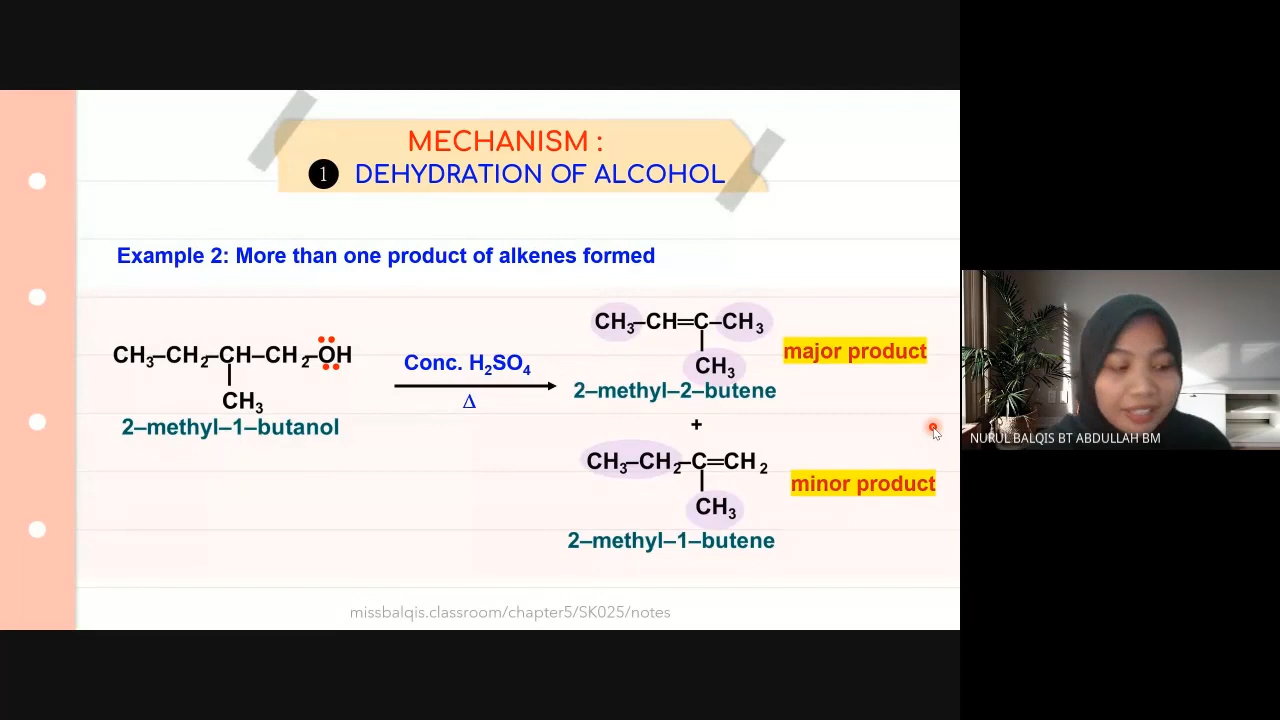 MECHANISM :
1 DEHYDRATION OF ALCOHOL
Example 2: More than one product of alkenes formed
CH3–CH2–CH–CH2–OH
CH3
2–methyl–1–butanol
Conc. H2SO4
Δ
CH3–CH=C–CH3
CH3
2–methyl–2–butene
major product
+
CH3–CH2–C=CH2
CH3
2–methyl–1–butene
minor product
missbalqis.classroom/chapter5/SK025/notes
NURUL BALQIS BT ABDULLAH BM